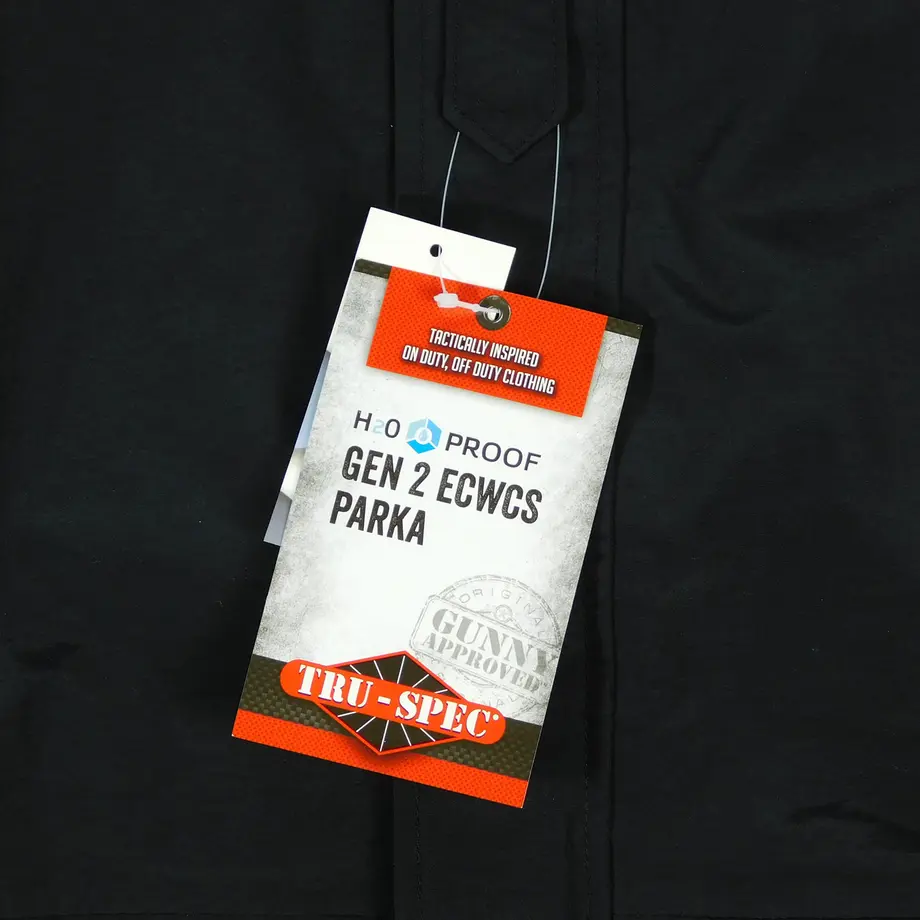 TACTICALLY INSPIRED
ON DUTY, OFF DUTY CLOTHING
H2O PROOF
GEN 2 ECWCS
PARKA
ORIGINAL
GUNNY
APPROVED
TRU-SPEC®